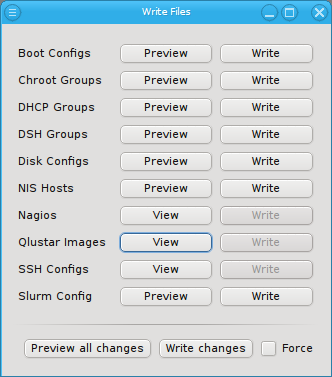 Write Files
Boot Configs Preview Write
Chroot Groups Preview Write
DHCP Groups Preview Write
DSH Groups Preview Write
Disk Configs Preview Write
NIS Hosts Preview Write
Nagios View Write
Qlustar Images View Write
SSH Configs View Write
Slurm Config Preview Write
Preview all changes Write changes Force